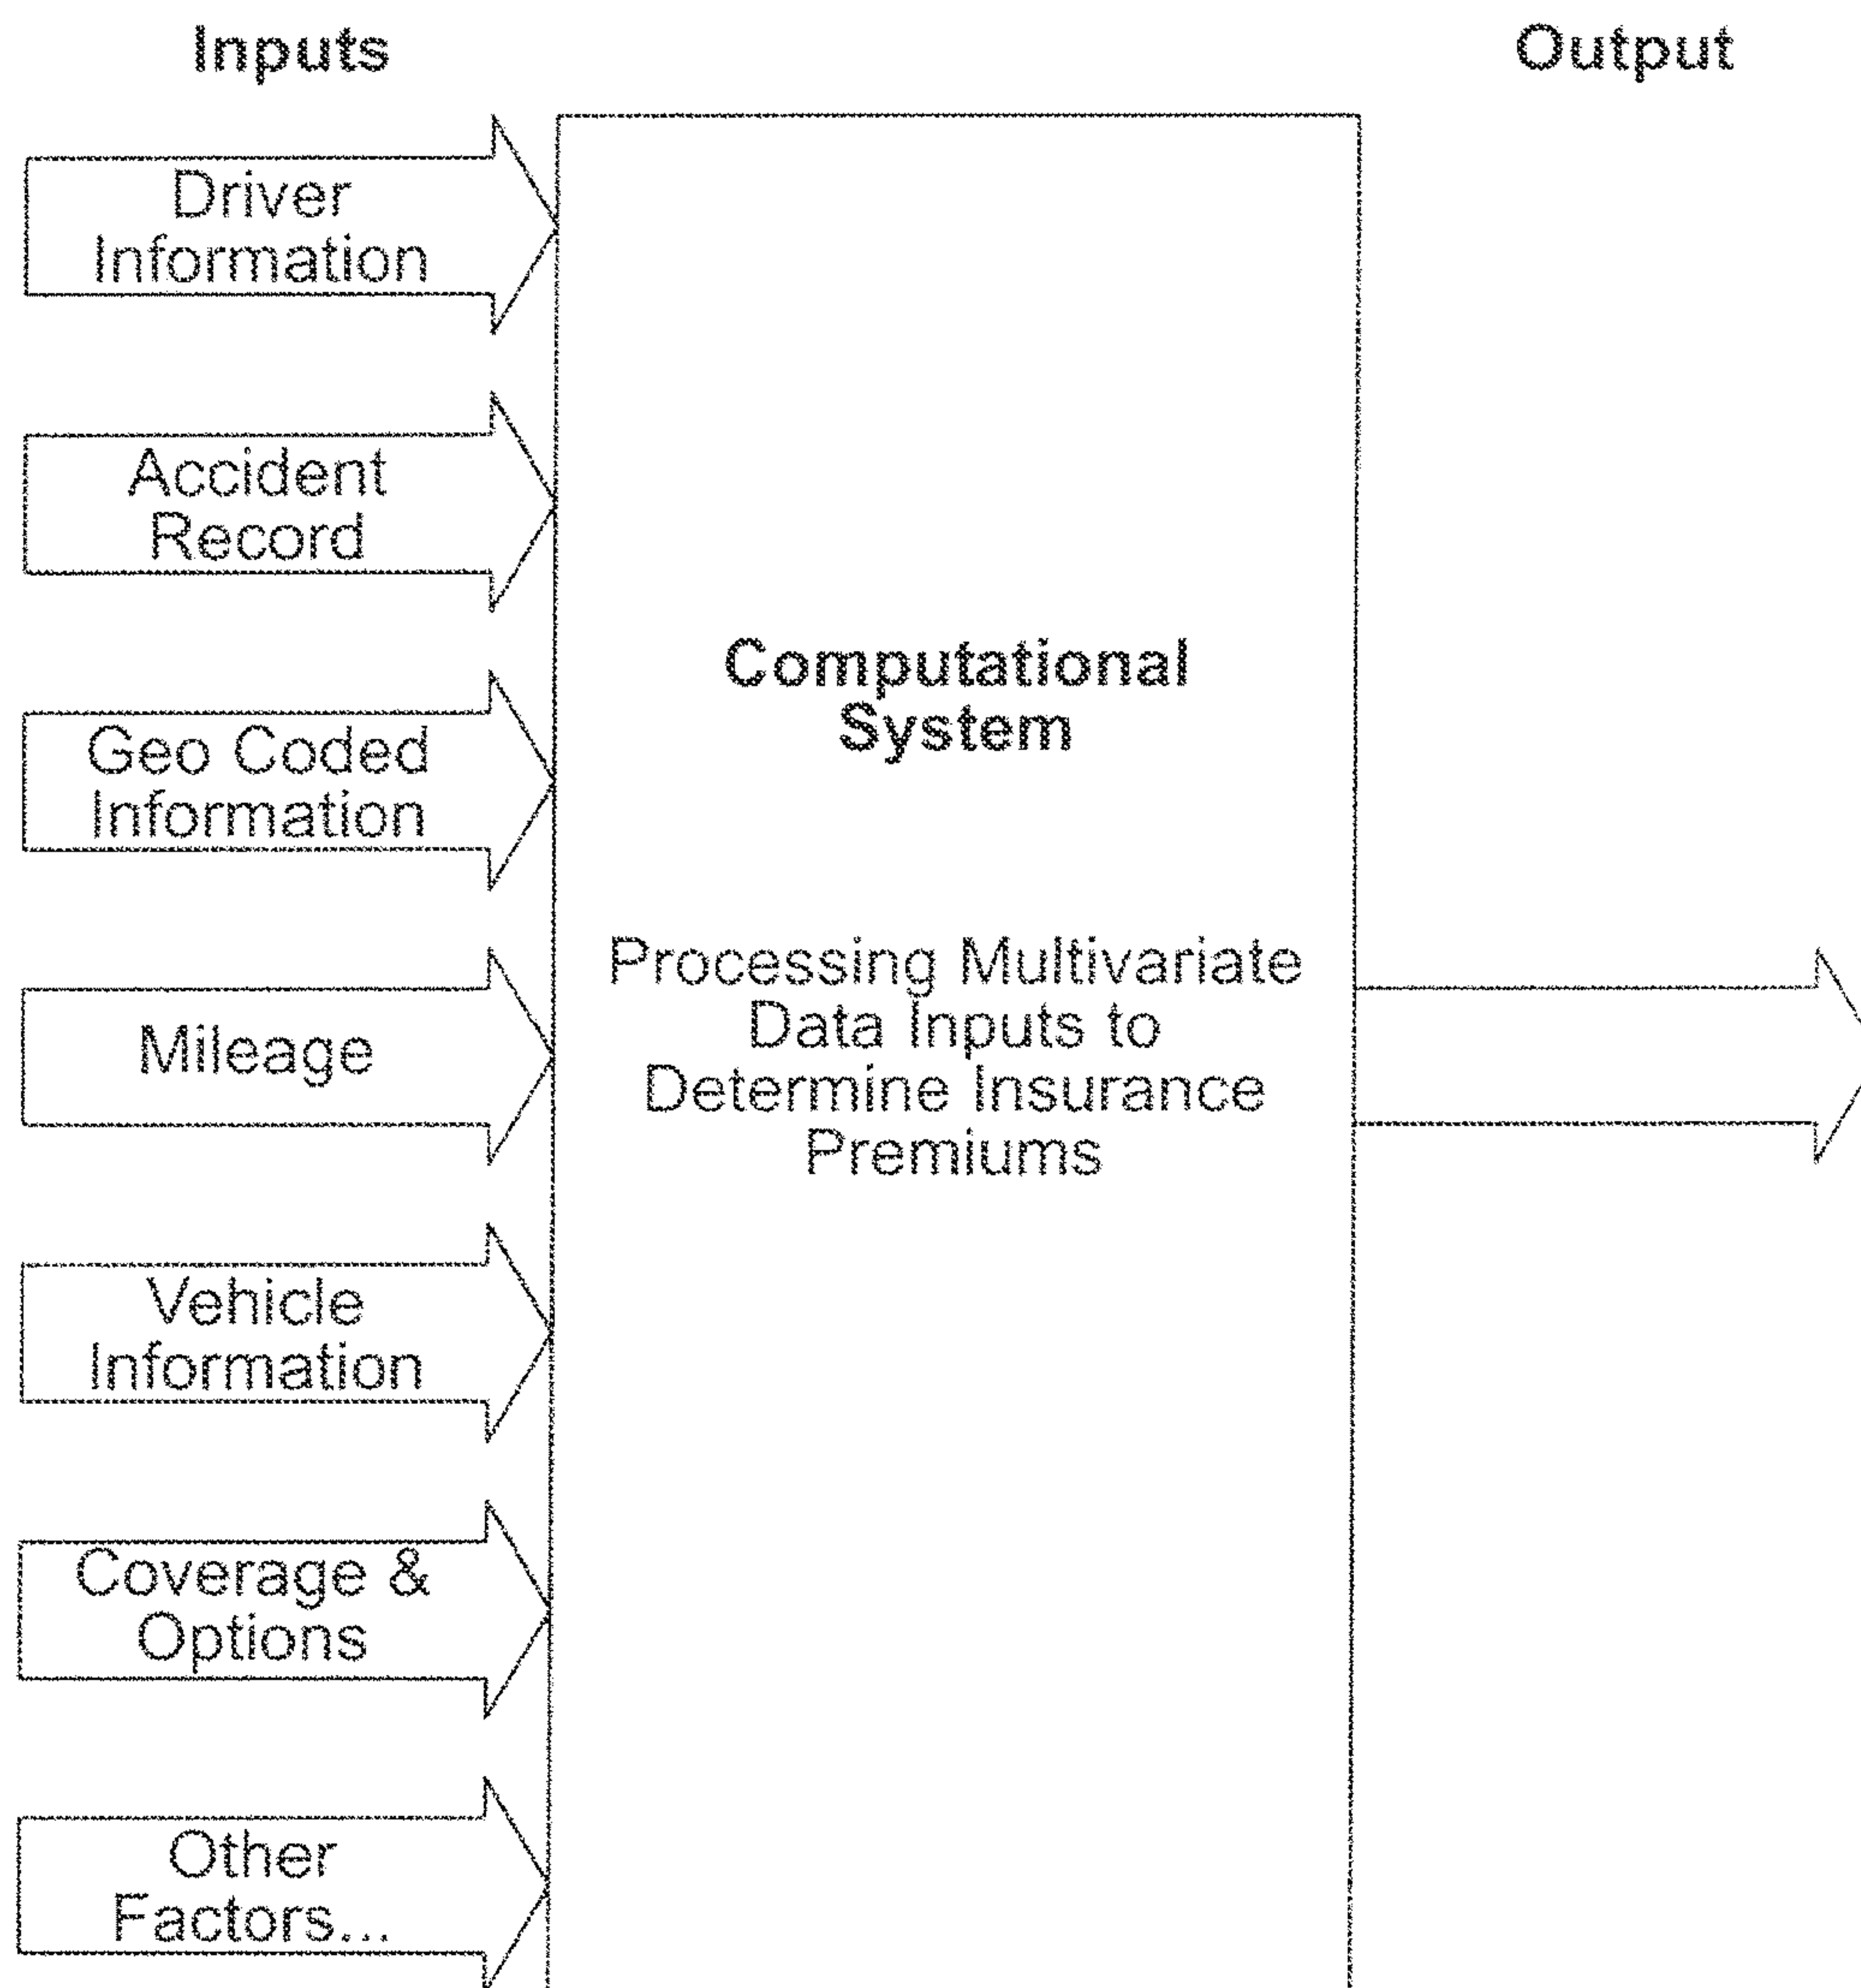 Inputs
Output
Driver
Information
Accident
Record
Geo Coded
Information
Mileage
Vehicle
Information
Coverage &
Options
Other
Factors...
Computational
System
Processing Multivariate
Data Inputs to
Determine Insurance
Premiums